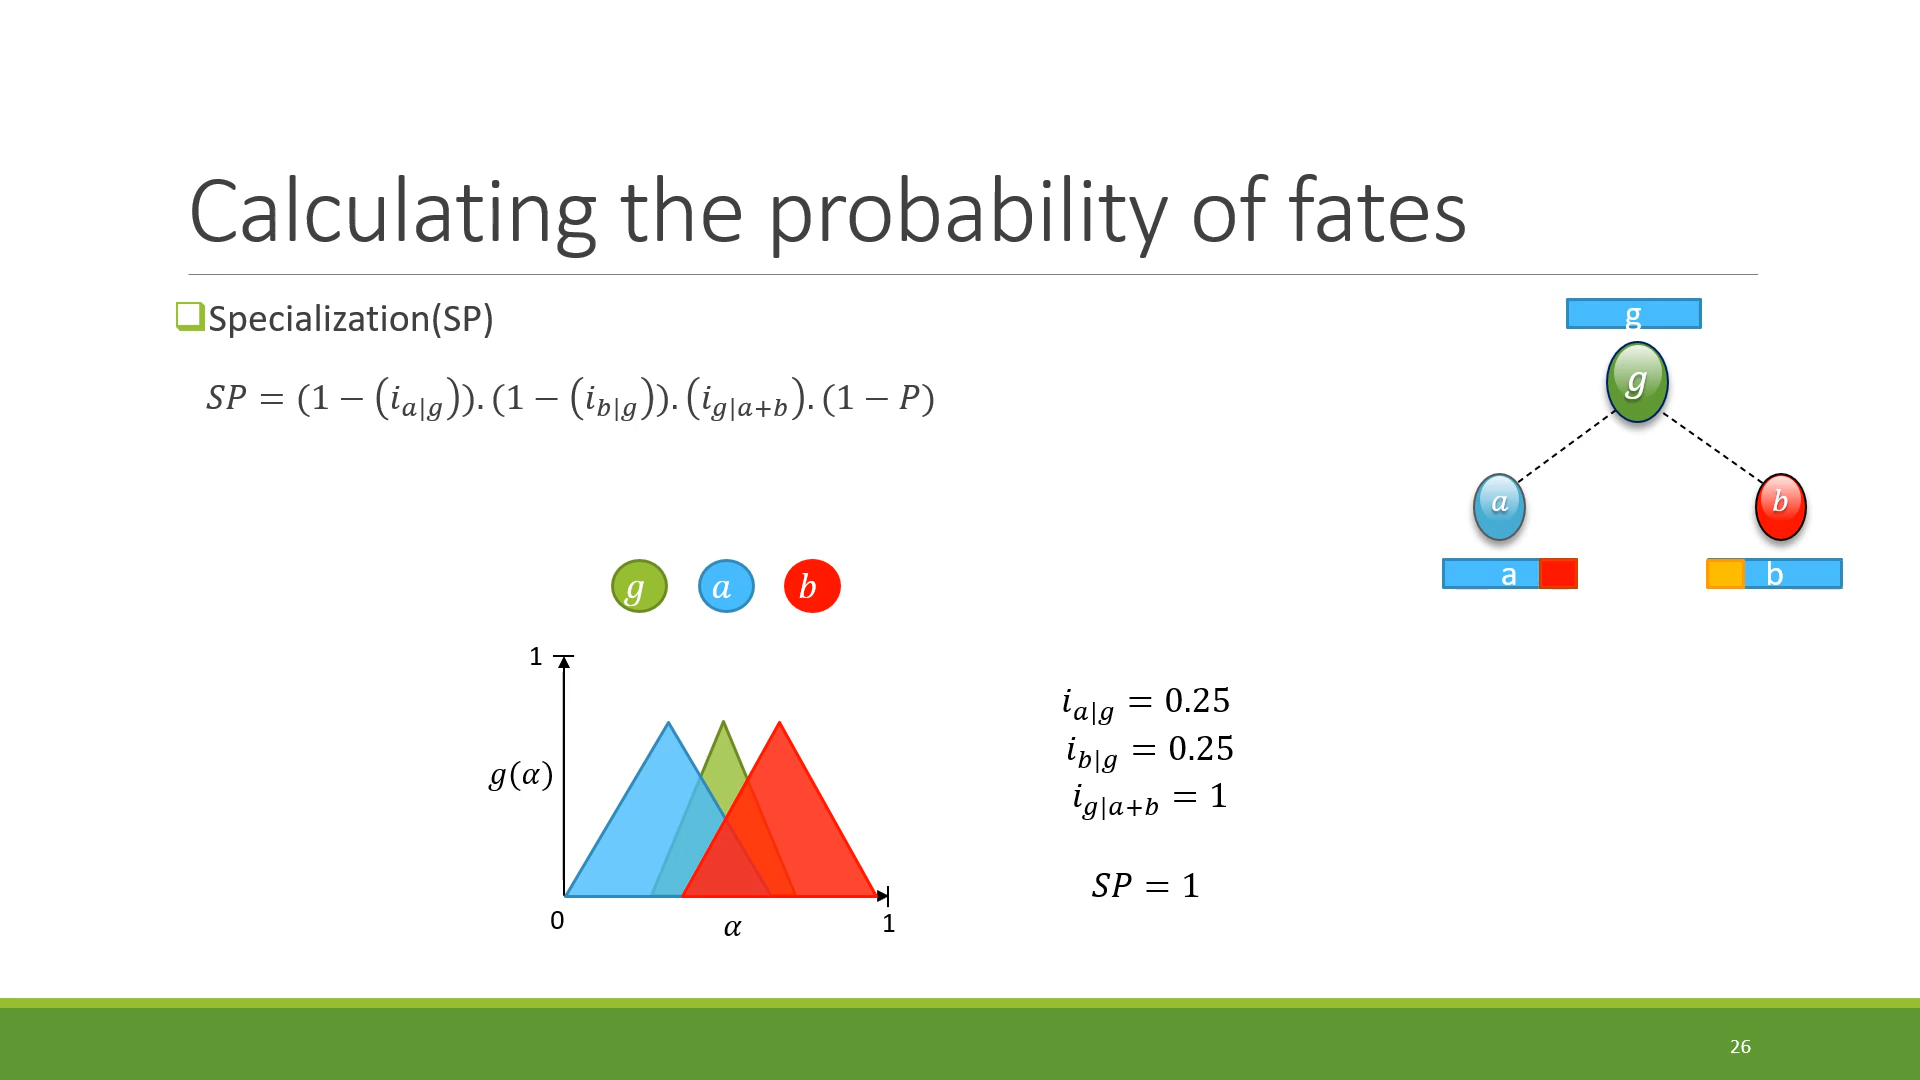 Calculating the probability of fates
Specialization(SP)
SP = (1 − (i_{a|g})). (1 − (i_{b|g})). (i_{g|a+b}). (1 − P)
g
g
a
b
a
b
g a b
1
g(α)
0
α
1
i_{a|g} = 0.25
i_{b|g} = 0.25
i_{g|a+b} = 1
SP = 1
26